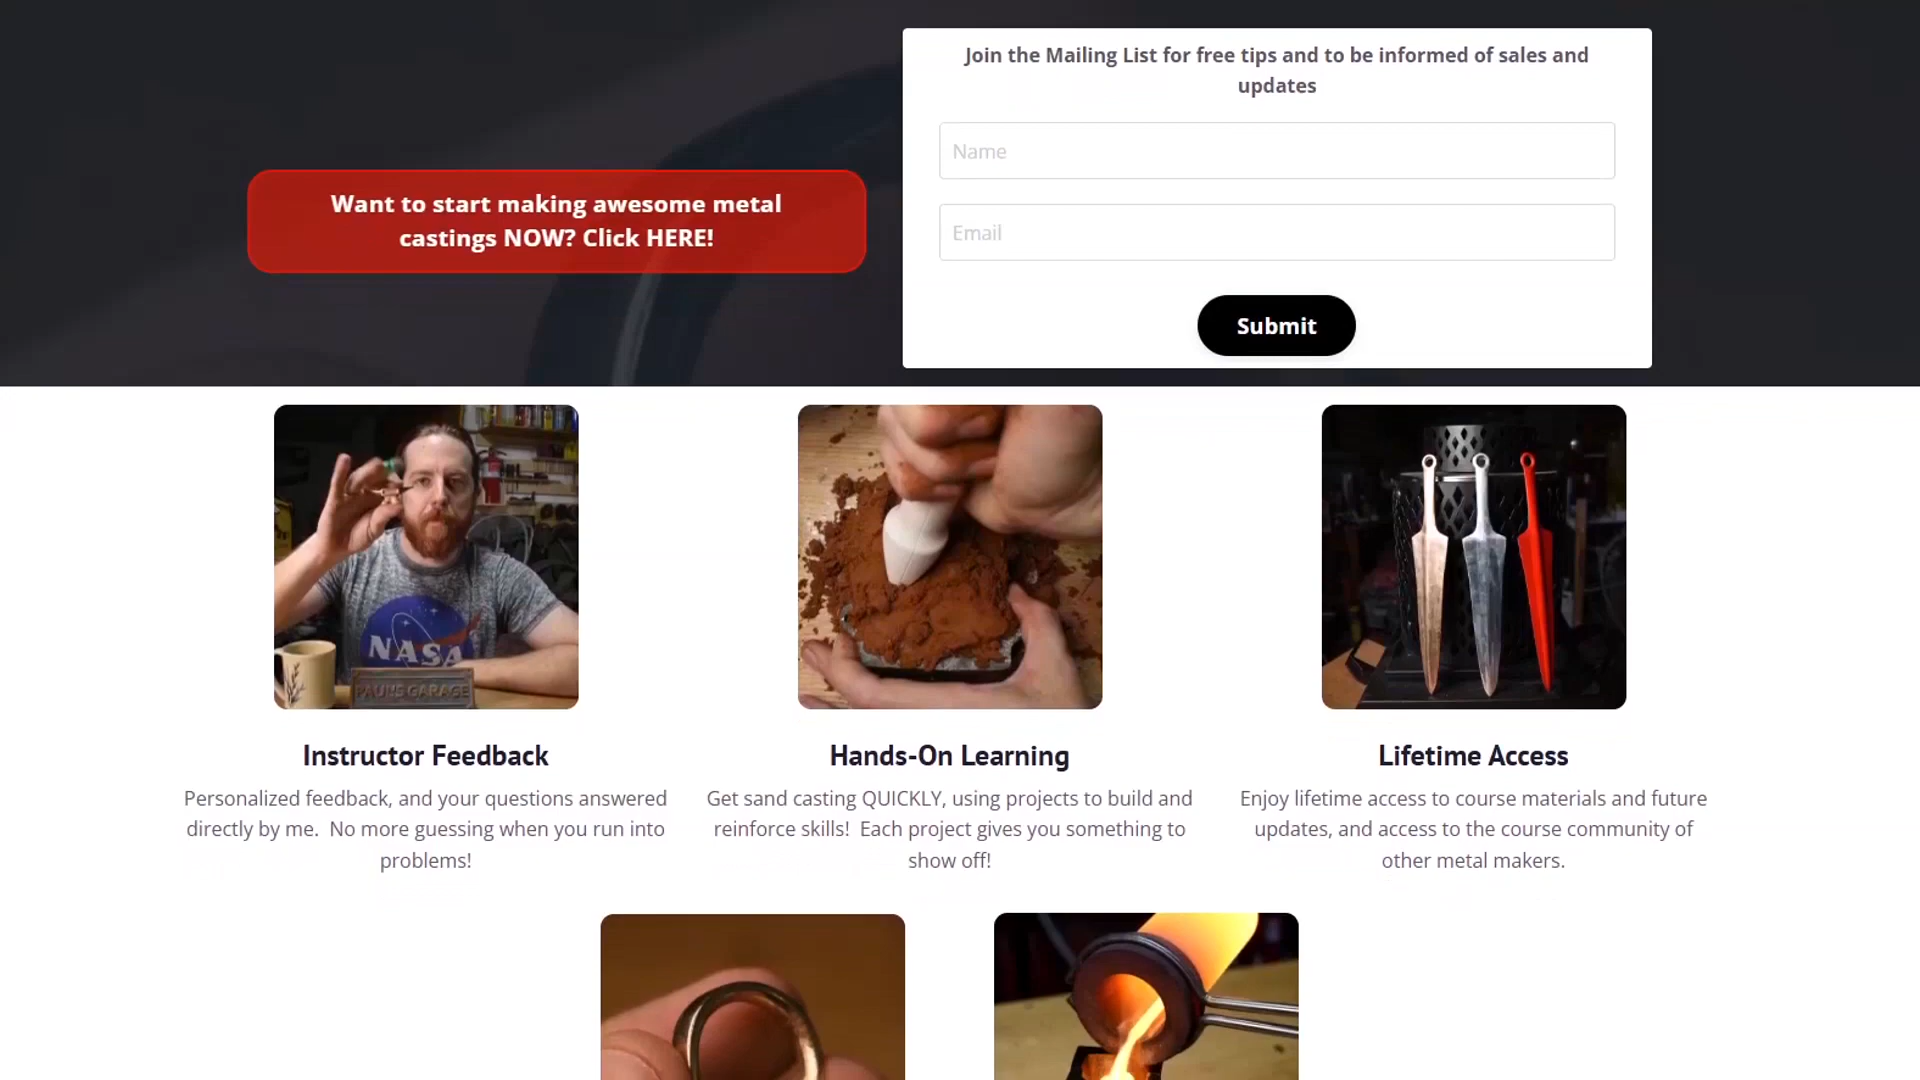 Join the Mailing List for free tips and to be informed of sales and
updates
Name
Want to start making awesome metal
castings NOW? Click HERE!
Email
Submit
NASA
PAUL'S GARAGE
Instructor Feedback
Personalized feedback, and your questions answered
directly by me. No more guessing when you run into
problems!
Hands-On Learning
Get sand casting QUICKLY, using projects to build and
reinforce skills! Each project gives you something to
show off!
Lifetime Access
Enjoy lifetime access to course materials and future
updates, and access to the course community of
other metal makers.